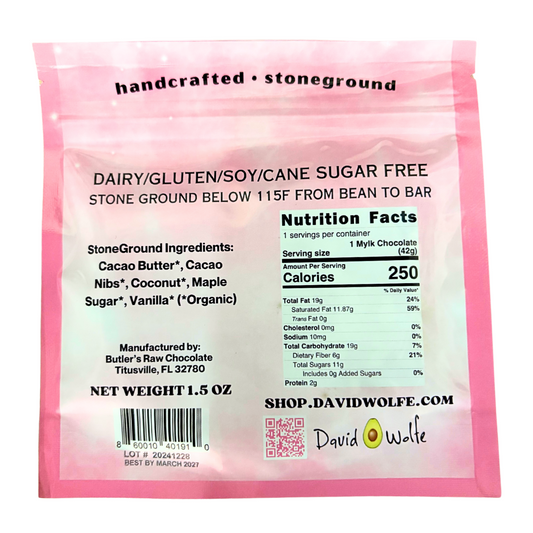 handcrafted • stoneground
DAIRY/GLUTEN/SOY/CANE SUGAR FREE
STONE GROUND BELOW 115F FROM BEAN TO BAR
StoneGround Ingredients:
Cacao Butter*, Cacao
Nibs*, Coconut*, Maple
Sugar*, Vanilla* (*Organic)
Manufactured by:
Butler's Raw Chocolate
Titusville, FL 32780
NET WEIGHT 1.5 OZ
8 60010 40191 0
LOT # 20241228
BEST BY MARCH 2027
Nutrition Facts
1 servings per container
Serving size 1 Mylk Chocolate
(42g)
Amount Per Serving
Calories 250
% Daily Value*
Total Fat 19g 24%
Saturated Fat 11.87g 59%
Trans Fat 0g
Cholesterol 0mg 0%
Sodium 10mg 0%
Total Carbohydrate 19g 7%
Dietary Fiber 6g 21%
Total Sugars 11g
Includes 0g Added Sugars 0%
Protein 2g
SHOP.DAVIDWOLFE.COM
David Wolfe